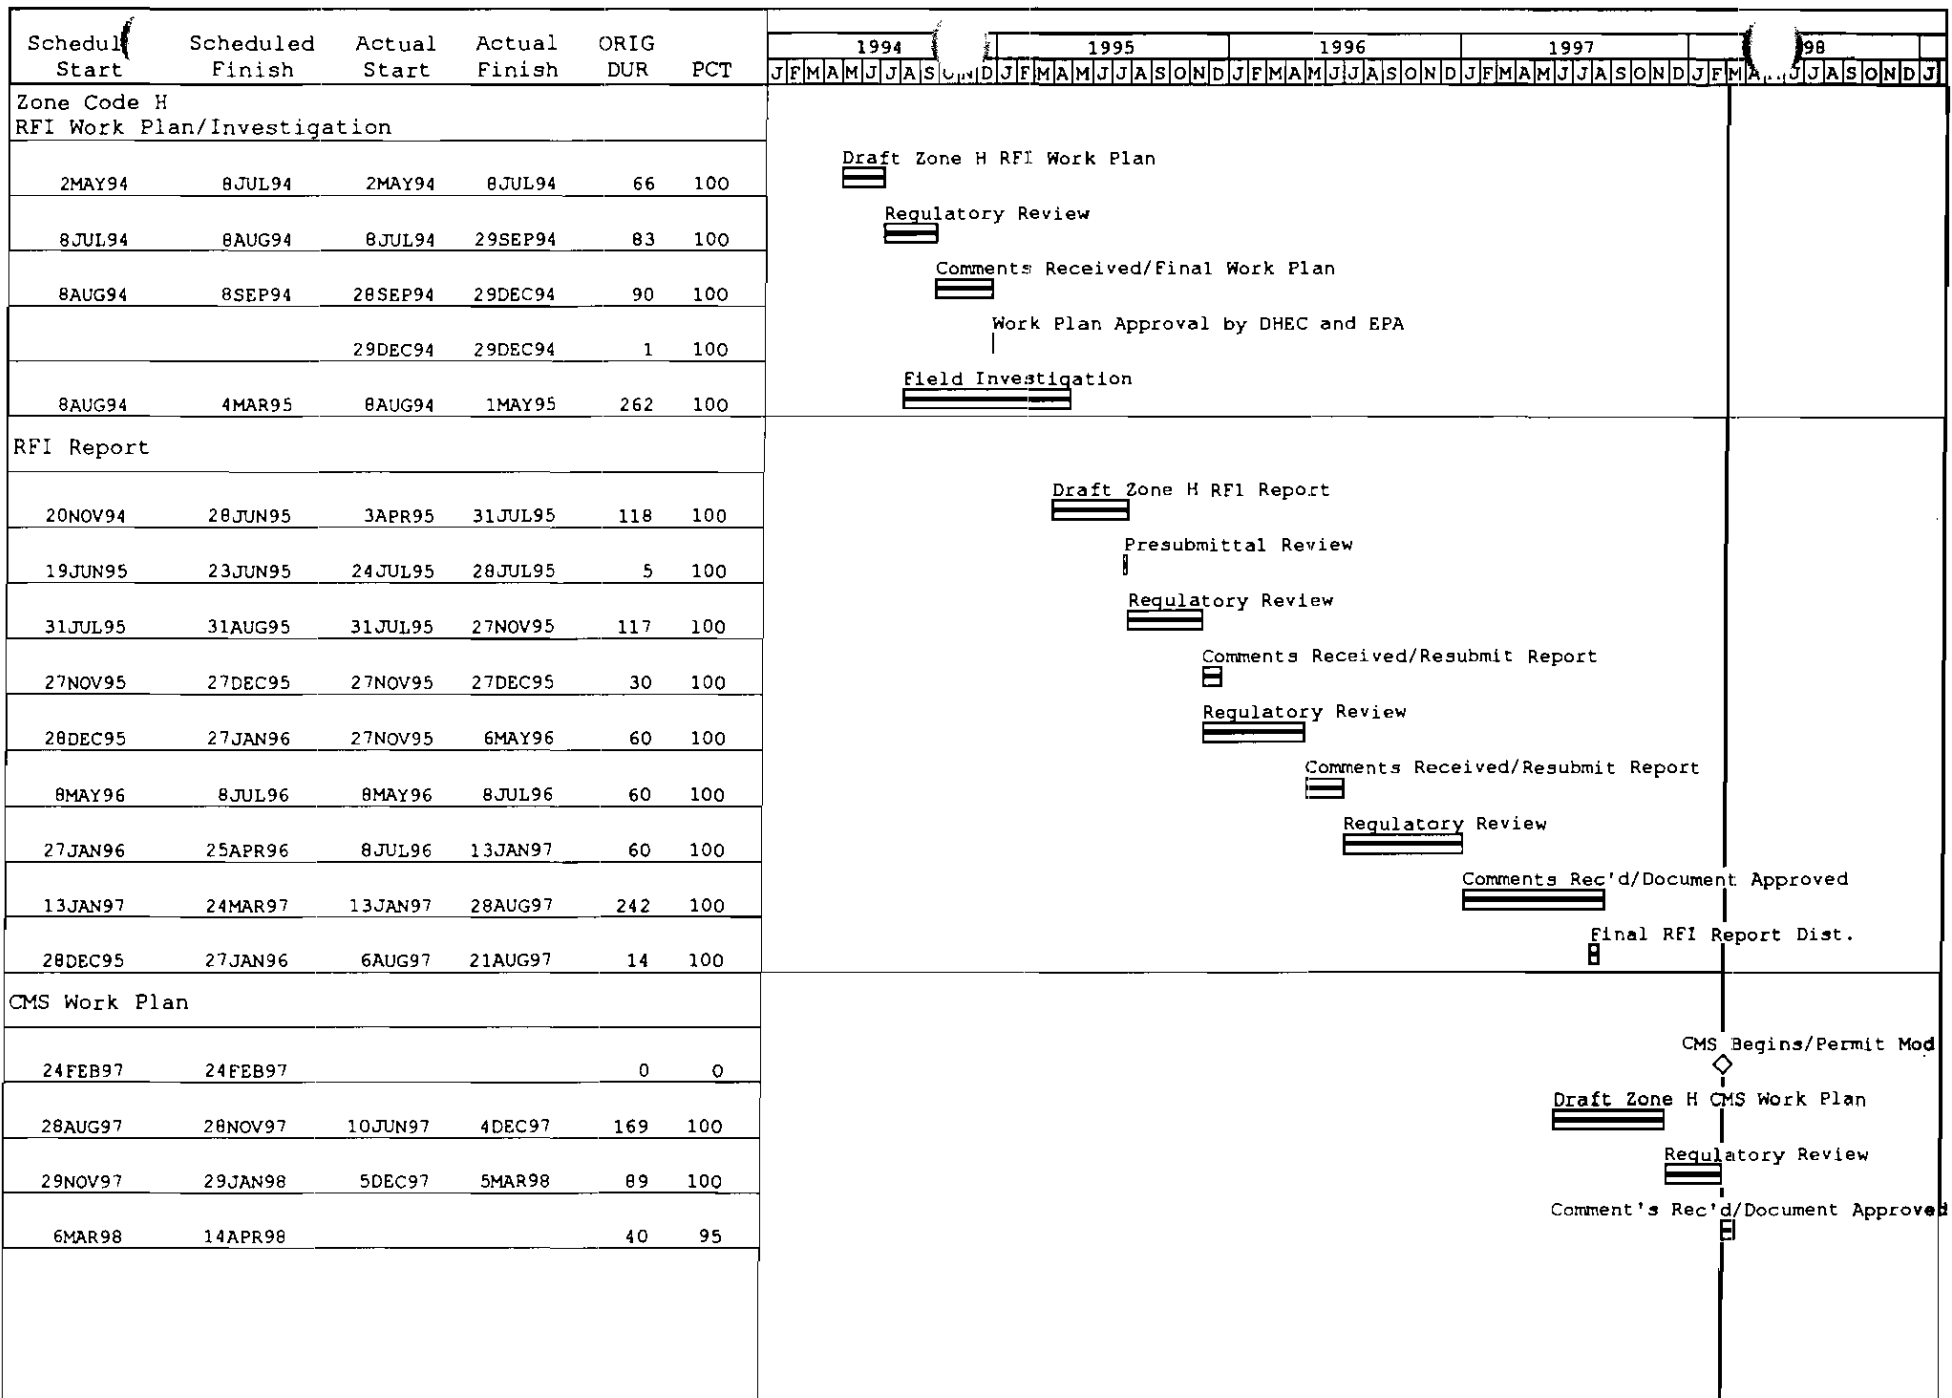 Scheduled Actual Actual ORIG
Start Finish Start Finish DUR PCT
1994 1995 1996 1997
J F M A M J J A S D J F M A M J J A S O N D J F M A M J J A S O N D J F M A M J J A S O N D J F M A J J A S O N D J
Zone Code H
RFI Work Plan/Investigation
Draft Zone H RFI Work Plan
2MAY94 8JUL94 2MAY94 8JUL94 66 100
Regulatory Review
8JUL94 8AUG94 8JUL94 29SEP94 83 100
Comments Received/Final Work Plan
8AUG94 8SEP94 28SEP94 29DEC94 90 100
Work Plan Approval by DHEC and EPA
29DEC94 29DEC94 1 100
Field Investigation
8AUG94 4MAR95 8AUG94 1MAY95 262 100
RFI Report
Draft Zone H RFI Report
20NOV94 28JUN95 3APR95 31JUL95 118 100
Presubmittal Review
19JUN95 23JUN95 24JUL95 28JUL95 5 100
Regulatory Review
31JUL95 31AUG95 31JUL95 27NOV95 117 100
Comments Received/Resubmit Report
27NOV95 27DEC95 27NOV95 27DEC95 30 100
Regulatory Review
28DEC95 27JAN96 27NOV95 6MAY96 60 100
Comments Received/Resubmit Report
8MAY96 8JUL96 8MAY96 8JUL96 60 100
Regulatory Review
27JAN96 25APR96 8JUL96 13JAN97 60 100
Comments Rec'd/Document Approved
13JAN97 24MAR97 13JAN97 28AUG97 242 100
Final RFI Report Dist.
28DEC95 27JAN96 6AUG97 21AUG97 14 100
CMS Work Plan
CMS Begins/Permit Mod
24FEB97 24FEB97 0 0
Draft Zone H CMS Work Plan
28AUG97 28NOV97 10JUN97 4DEC97 169 100
Regulatory Review
29NOV97 29JAN98 5DEC97 5MAR98 89 100
Comment's Rec'd/Document Approved
6MAR98 14APR98 40 95